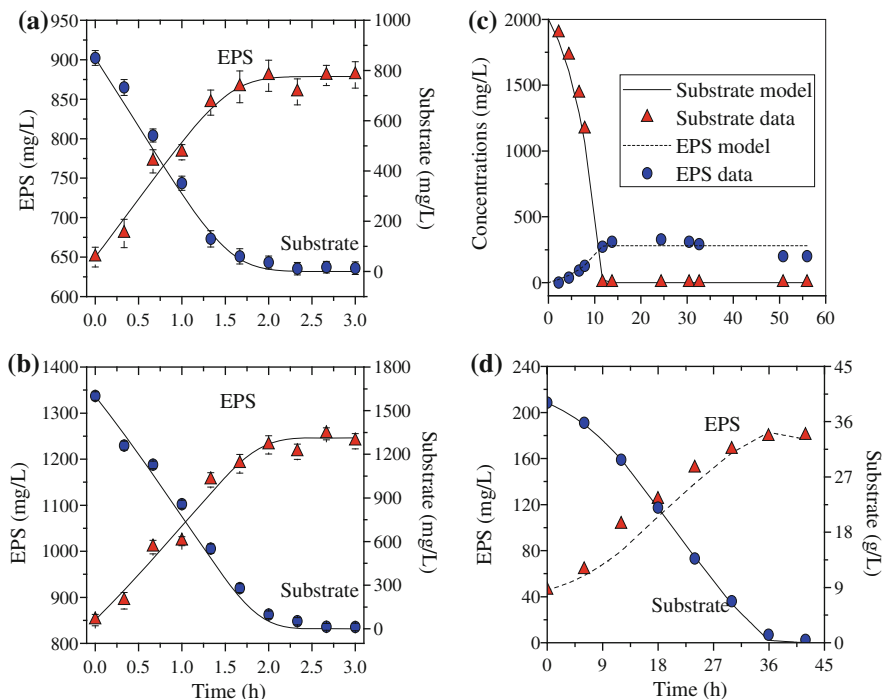 (a)
950
900
850
800
750
700
650
600
EPS (mg/L)
0.0 0.5 1.0 1.5 2.0 2.5 3.0
1000
800
600
400
200
0
Substrate (mg/L)
EPS
Substrate
(b)
1400
1300
1200
1100
1000
900
800
EPS (mg/L)
0.0 0.5 1.0 1.5 2.0 2.5 3.0
Time (h)
1800
1500
1200
900
600
300
0
Substrate (mg/L)
EPS
Substrate
(c)
2000
1500
1000
500
0
Concentrations (mg/L)
0 10 20 30 40 50 60
Substrate model
Substrate data
EPS model
EPS data
(d)
240
200
160
120
80
40
0
EPS (mg/L)
0 9 18 27 36 45
Time (h)
45
36
27
18
9
0
Substrate (g/L)
EPS
Substrate